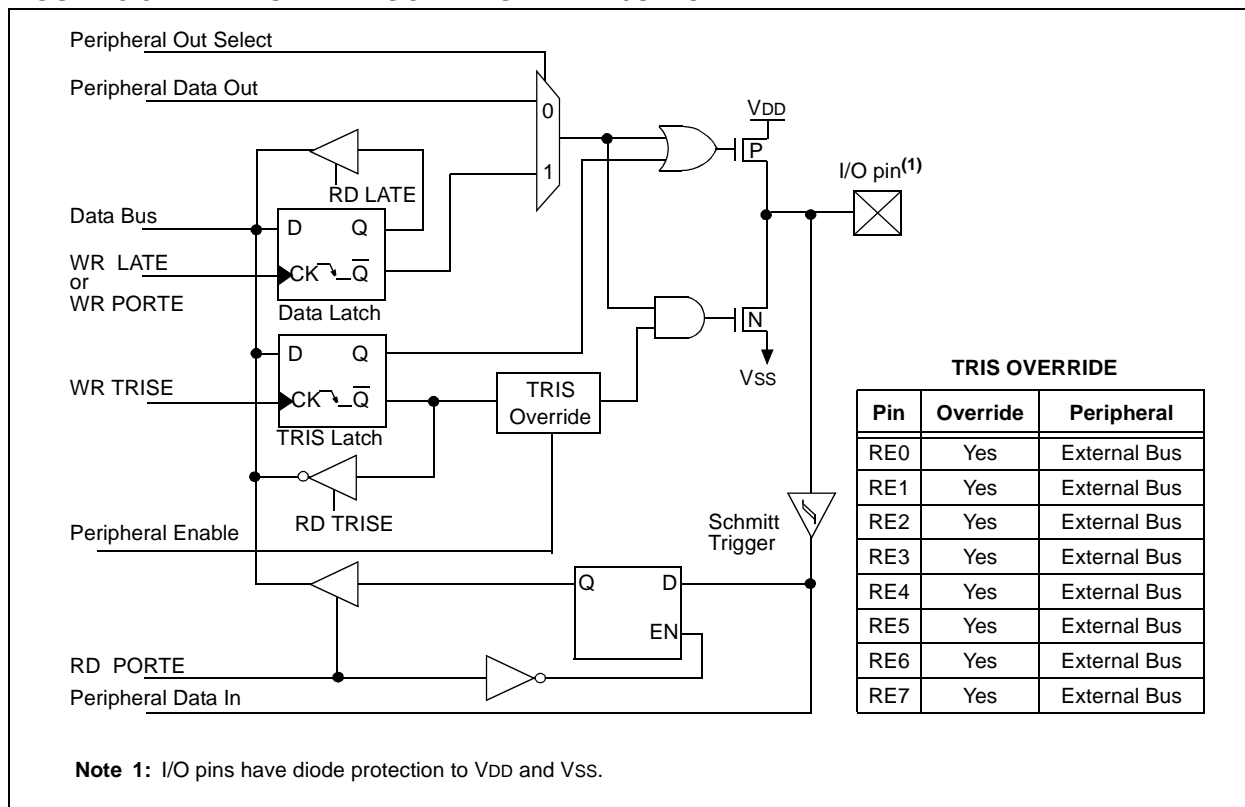 Peripheral Out Select
Peripheral Data Out
0
1
VDD
P
I/O pin(1)
RD LATE
Data Bus
D Q
WR LATE
or
WR PORTE
CK Q
Data Latch
N
VSS
D Q
WR TRISE
CK Q
TRIS Latch
TRIS
Override
RD TRISE
Peripheral Enable
Schmitt
Trigger
Q D
EN
RD PORTE
Peripheral Data In
TRIS OVERRIDE
Pin Override Peripheral
RE0 Yes External Bus
RE1 Yes External Bus
RE2 Yes External Bus
RE3 Yes External Bus
RE4 Yes External Bus
RE5 Yes External Bus
RE6 Yes External Bus
RE7 Yes External Bus
Note 1: I/O pins have diode protection to VDD and VSS.